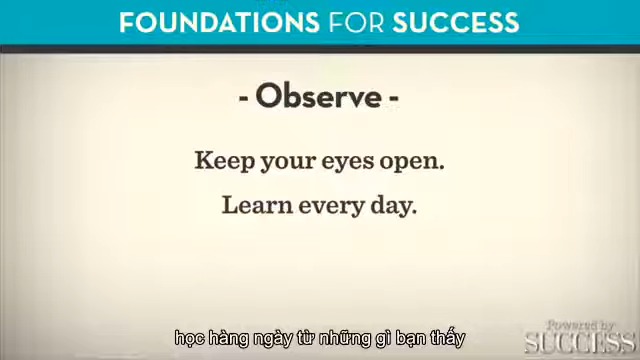 FOUNDATIONS FOR SUCCESS
- Observe -
Keep your eyes open.
Learn every day.
học hàng ngày từ những gì bạn thấy
Powered by
SUCCESS